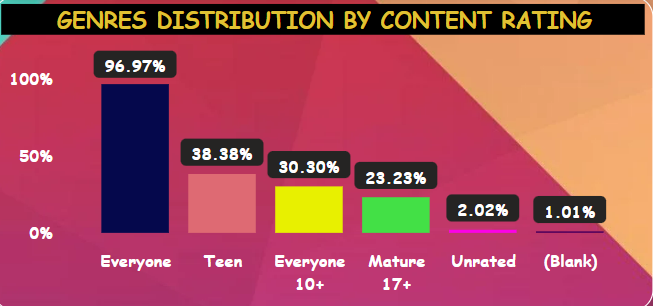 GENRES DISTRIBUTION BY CONTENT RATING
100%
50%
0%
96.97%
38.38%
30.30%
23.23%
2.02%
1.01%
Everyone
Teen
Everyone
10+
Mature
17+
Unrated
(Blank)